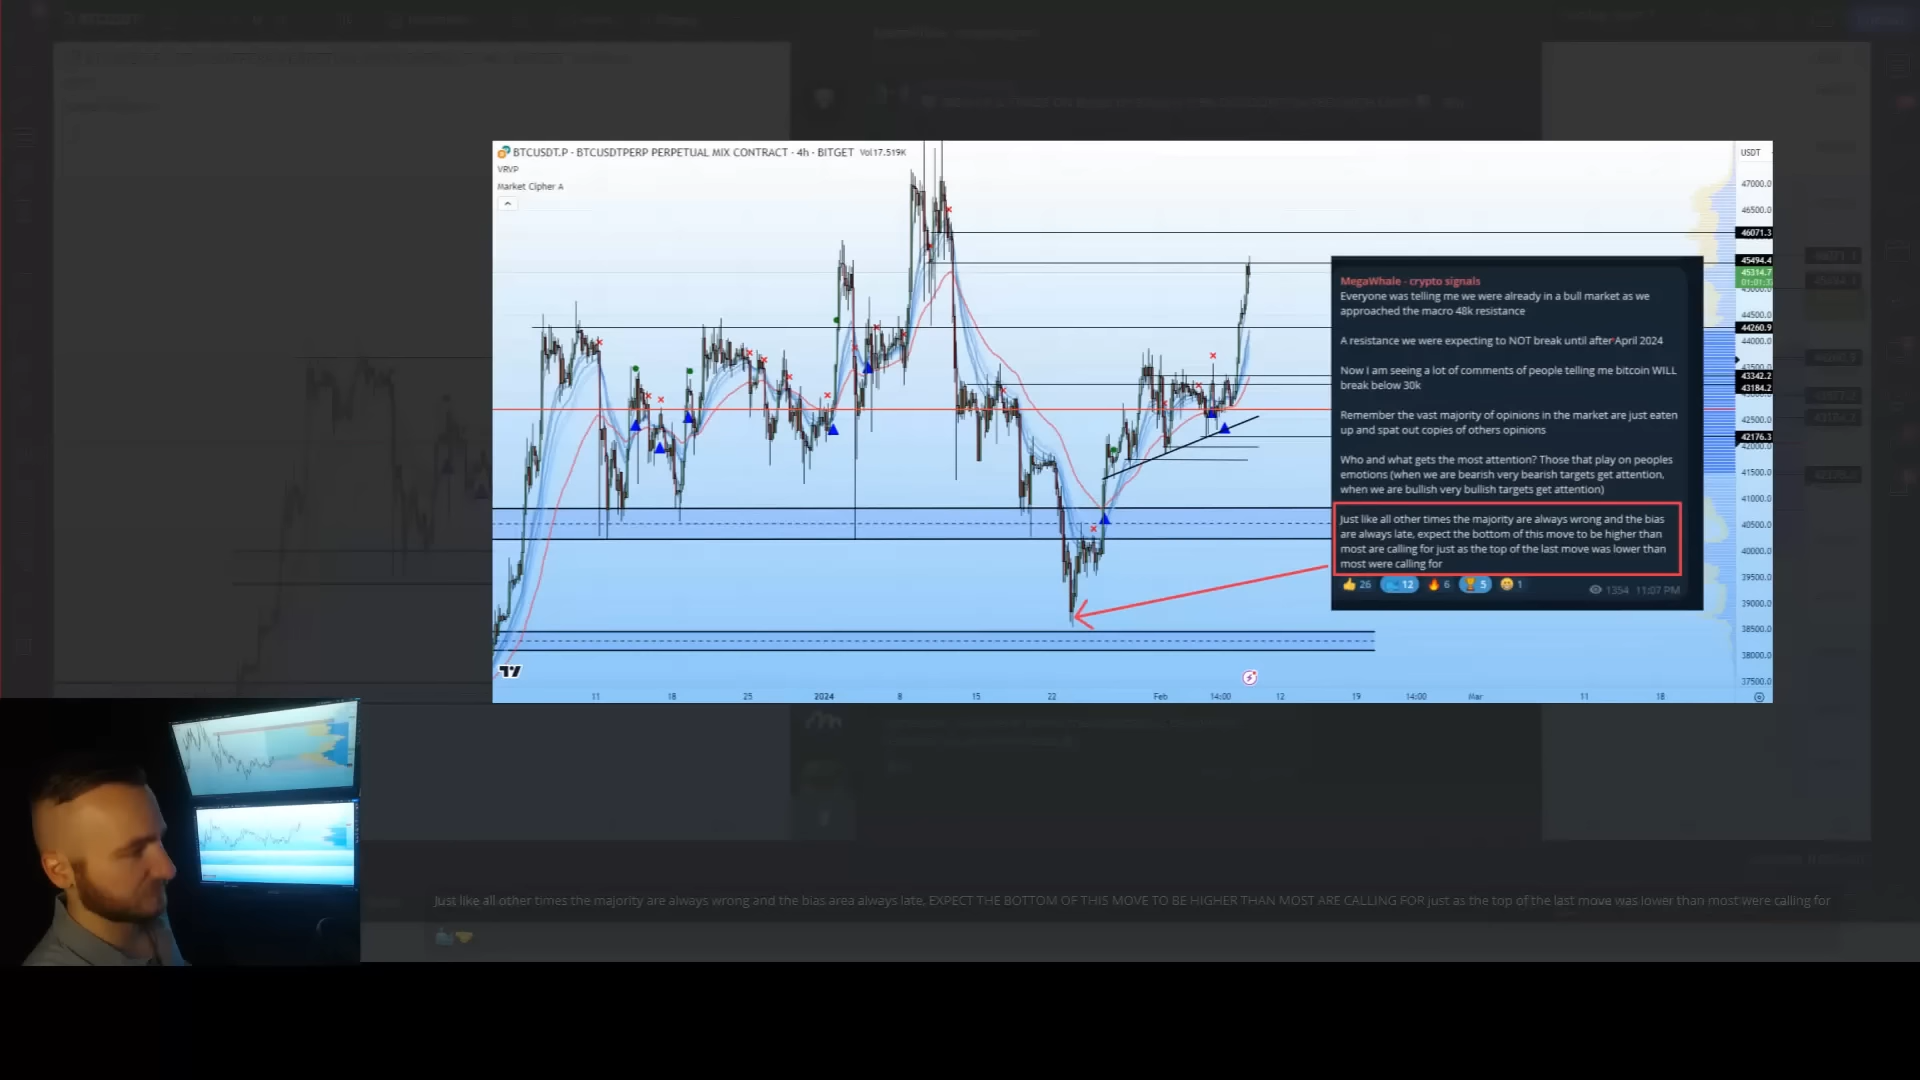 BTCUSDT.P - BTCUSDTPERP PERPETUAL MIX CONTRACT - 4h - BITGET Vol17.519K
VRVP
Market Cipher A
USDT
47000.0
46500.0
46071.3
45494.4
45314.7
44500.0
44260.9
44000.0
43342.2
43184.2
42500.0
42176.3
41500.0
41000.0
40500.0
40000.0
39500.0
39000.0
38500.0
38000.0
37500.0
MegaWhale - crypto signals
Everyone was telling me we were already in a bull market as we
approached the macro 48k resistance
A resistance we were expecting to NOT break until after April 2024
Now i am seeing a lot of comments of people telling me bitcoin WILL
break below 30k
Remember the vast majority of opinions in the market are just eaten
up and spat out copies of others opinions
Who and what gets the most attention? Those that play on peoples
emotions (when we are bearish very bearish targets get attention,
when we are bullish very bullish targets get attention)
Just like all other times the majority are always wrong and the bias
are always late, expect the bottom of this move to be higher than
most are calling for just as the top of the last move was lower than
most were calling for
26 12 6 5 1
1354 11:07 PM
11 18 25 2024 8 15 22 Feb 14:00 12 19 14:00 Mar 11 18
Just like all other times the majority are always wrong and the bias area always late, EXPECT THE BOTTOM OF THIS MOVE TO BE HIGHER THAN MOST ARE CALLING FOR just as the top of the last move was lower than most were calling for